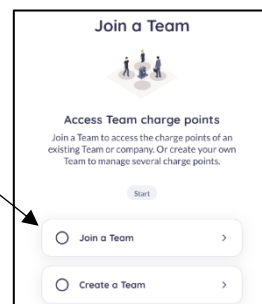 Join a Team
Access Team charge points
Join a Team to access the charge points of an
existing Team or company. Or create your own
Team to manage several charge points.
Start
Join a Team
Create a Team